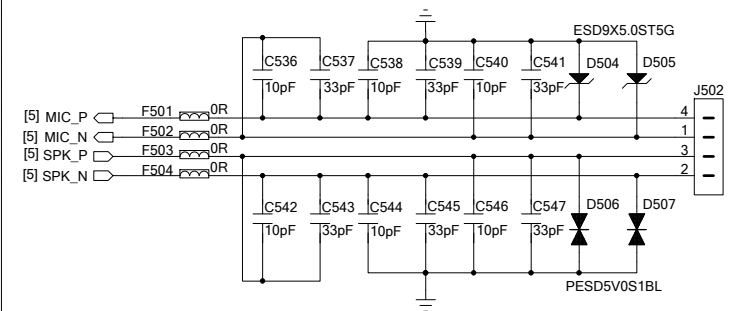 ESD9X5.0ST5G
C536 C537 C538 C539 C540 C541 D504 D505
10pF 33pF 10pF 33pF 10pF 33pF
J502
[5] MIC_P F501 0R 4
[5] MIC_N F502 0R 1
[5] SPK_P F503 0R 3
[5] SPK_N F504 0R 2
C542 C543 C544 C545 C546 C547 D506 D507
10pF 33pF 10pF 33pF 10pF 33pF
PESD5V0S1BL